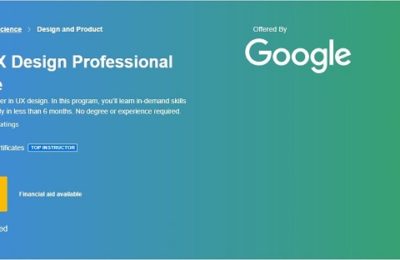 cience > Design and Product
Offered By
Google
X Design Professional
e
er in UX design. In this program, you'll learn in-demand skills
ly in less than 6 months. No degree or experience required.
atings
rtificates TOP INSTRUCTOR
Financial aid available
ed